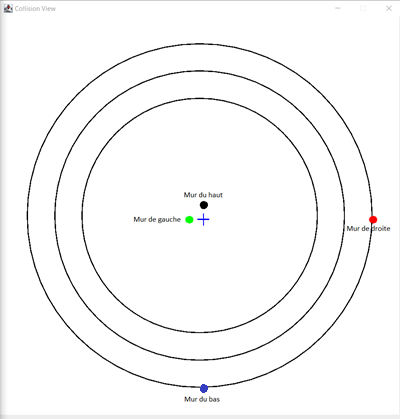 Collision View
Mur du haut
Mur de gauche
Mur de droite
Mur du bas